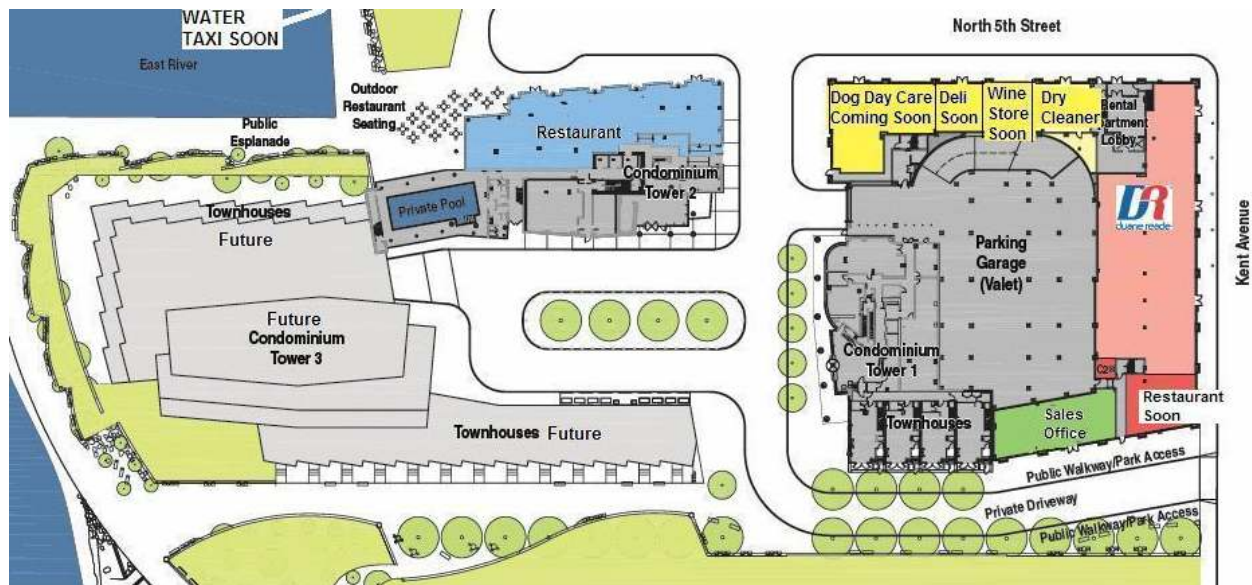 WATER
TAXI SOON
East River
North 5th Street
Outdoor
Restaurant
Seating
Public
Esplanade
Restaurant
Condominium
Tower 2
Private Pool
Dog Day Care
Coming Soon
Deli
Soon
Wine
Store
Soon
Dry
Cleaner
Rental
Lobby
DR
duane reade
Kent Avenue
Townhouses
Future
Future
Condominium
Tower 3
Townhouses Future
Parking
Garage
(Valet)
Condominium
Tower 1
Townhouses
Sales
Office
Restaurant
Soon
Public Walkway/Park Access
Private Driveway
Public Walkway/Park Access